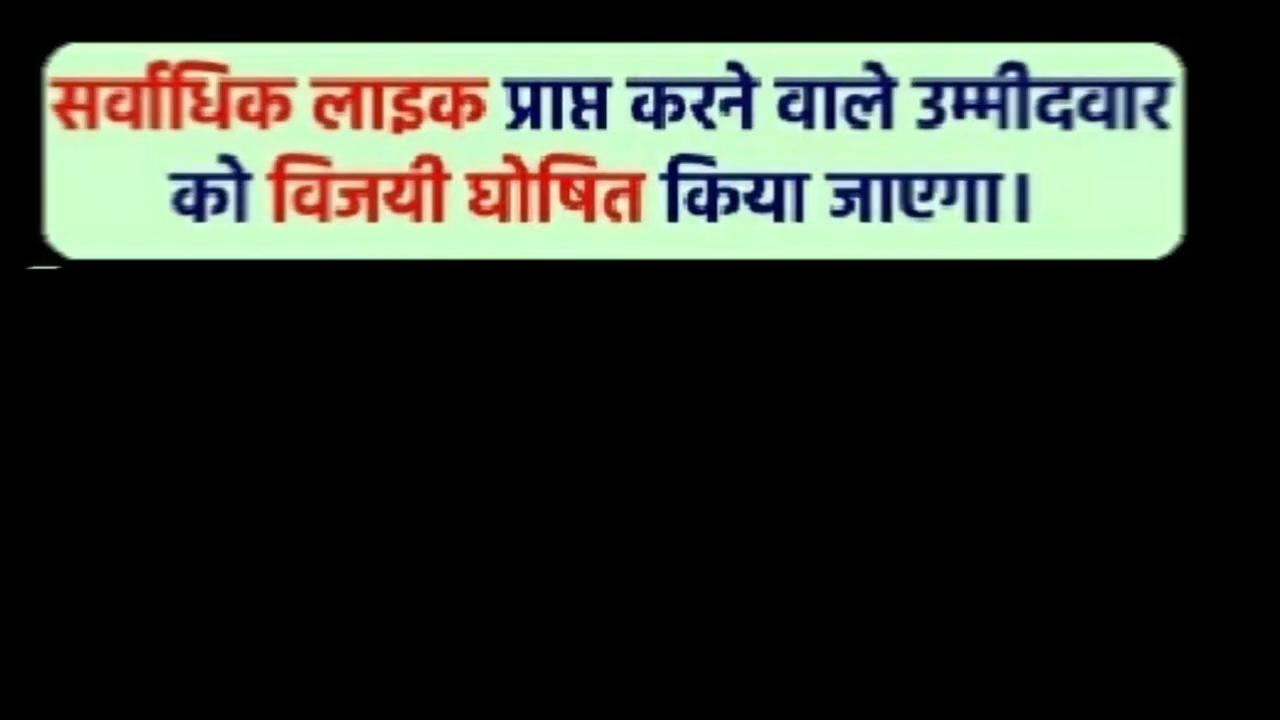 सर्वाधिक लाइक प्राप्त करने वाले उम्मीदवार
को विजयी घोषित किया जाएगा।